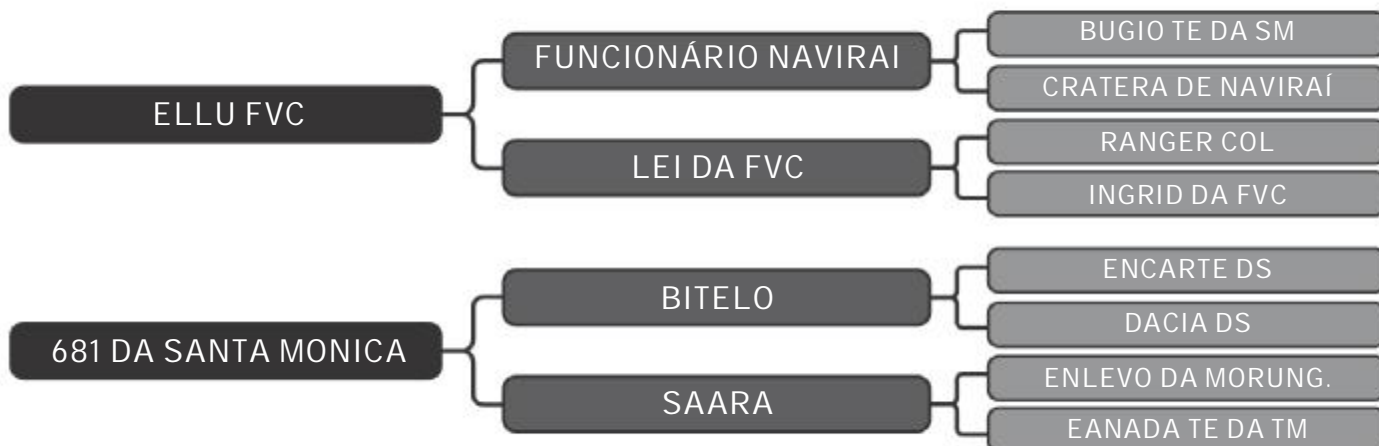 BUGIO TE DA SM
FUNCIONÁRIO NAVIRAI
CRATERA DE NAVIRAÍ
ELLU FVC
RANGER COL
LEI DA FVC
INGRID DA FVC
ENCARTE DS
BITELO
DACIA DS
681 DA SANTA MONICA
ENLEVO DA MORUNG.
SAARA
EANADA TE DA TM